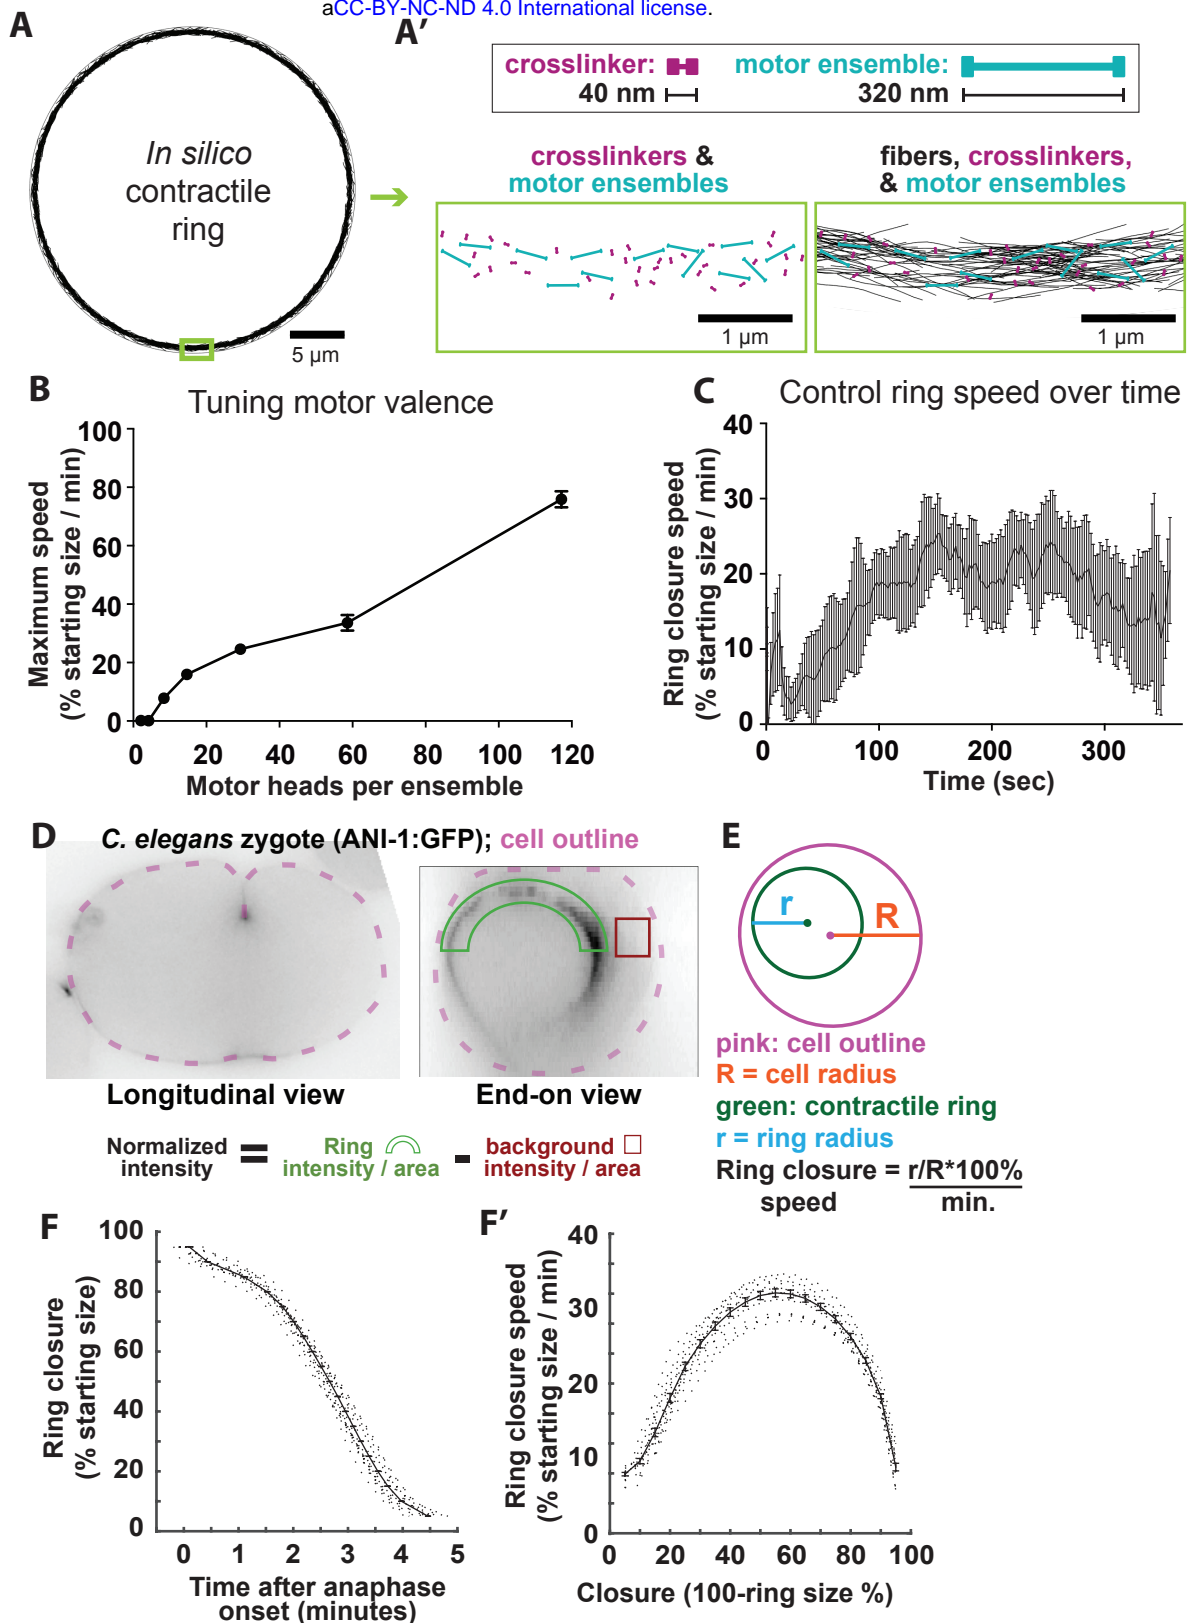 aCC-BY-NC-ND 4.0 International license.
A
A'
crosslinker:
40 nm
motor ensemble:
320 nm
In silico
contractile
ring
5 µm
crosslinkers &
motor ensembles
1 µm
fibers, crosslinkers,
& motor ensembles
1 µm
B
Tuning motor valence
Maximum speed
(% starting size / min)
100
80
60
40
20
0
0 20 40 60 80 100 120
Motor heads per ensemble
C
Control ring speed over time
Ring closure speed
(% starting size / min)
40
30
20
10
0
0 100 200 300
Time (sec)
D
C. elegans zygote (ANI-1:GFP); cell outline
Longitudinal view
End-on view
Normalized
intensity
=
Ring
intensity / area
-
background
intensity / area
E
r
R
pink: cell outline
R = cell radius
green: contractile ring
r = ring radius
Ring closure = r/R*100%
speed min.
F
Ring closure
(% starting size)
100
80
60
40
20
0
0 1 2 3 4 5
Time after anaphase
onset (minutes)
F'
Ring closure speed
(% starting size / min)
40
30
20
10
0
0 20 40 60 80 100
Closure (100-ring size %)